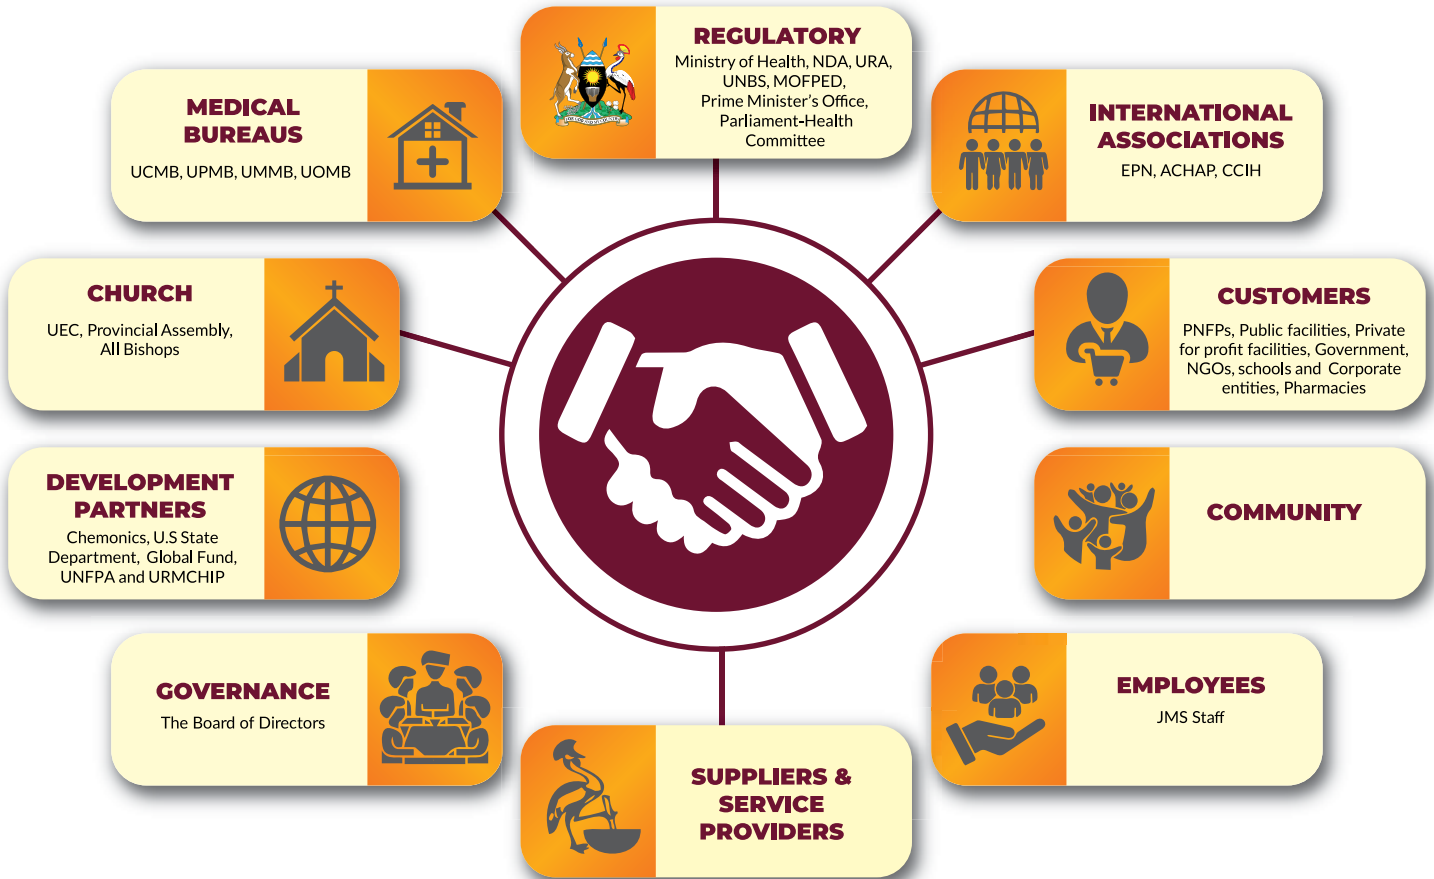 REGULATORY
Ministry of Health, NDA, URA,
UNBS, MOFPED,
Prime Minister’s Office,
Parliament-Health
Committee
MEDICAL
BUREAUS
UCMB, UPMB, UMMB, UOMB
INTERNATIONAL
ASSOCIATIONS
EPN, ACHAP, CCIH
CHURCH
UEC, Provincial Assembly,
All Bishops
CUSTOMERS
PNFPs, Public facilities, Private
for profit facilities, Government,
NGOs, schools and Corporate
entities, Pharmacies
DEVELOPMENT
PARTNERS
Chemonics, U.S State
Department, Global Fund,
UNFPA and URMCHIP
COMMUNITY
GOVERNANCE
The Board of Directors
EMPLOYEES
JMS Staff
SUPPLIERS &
SERVICE
PROVIDERS